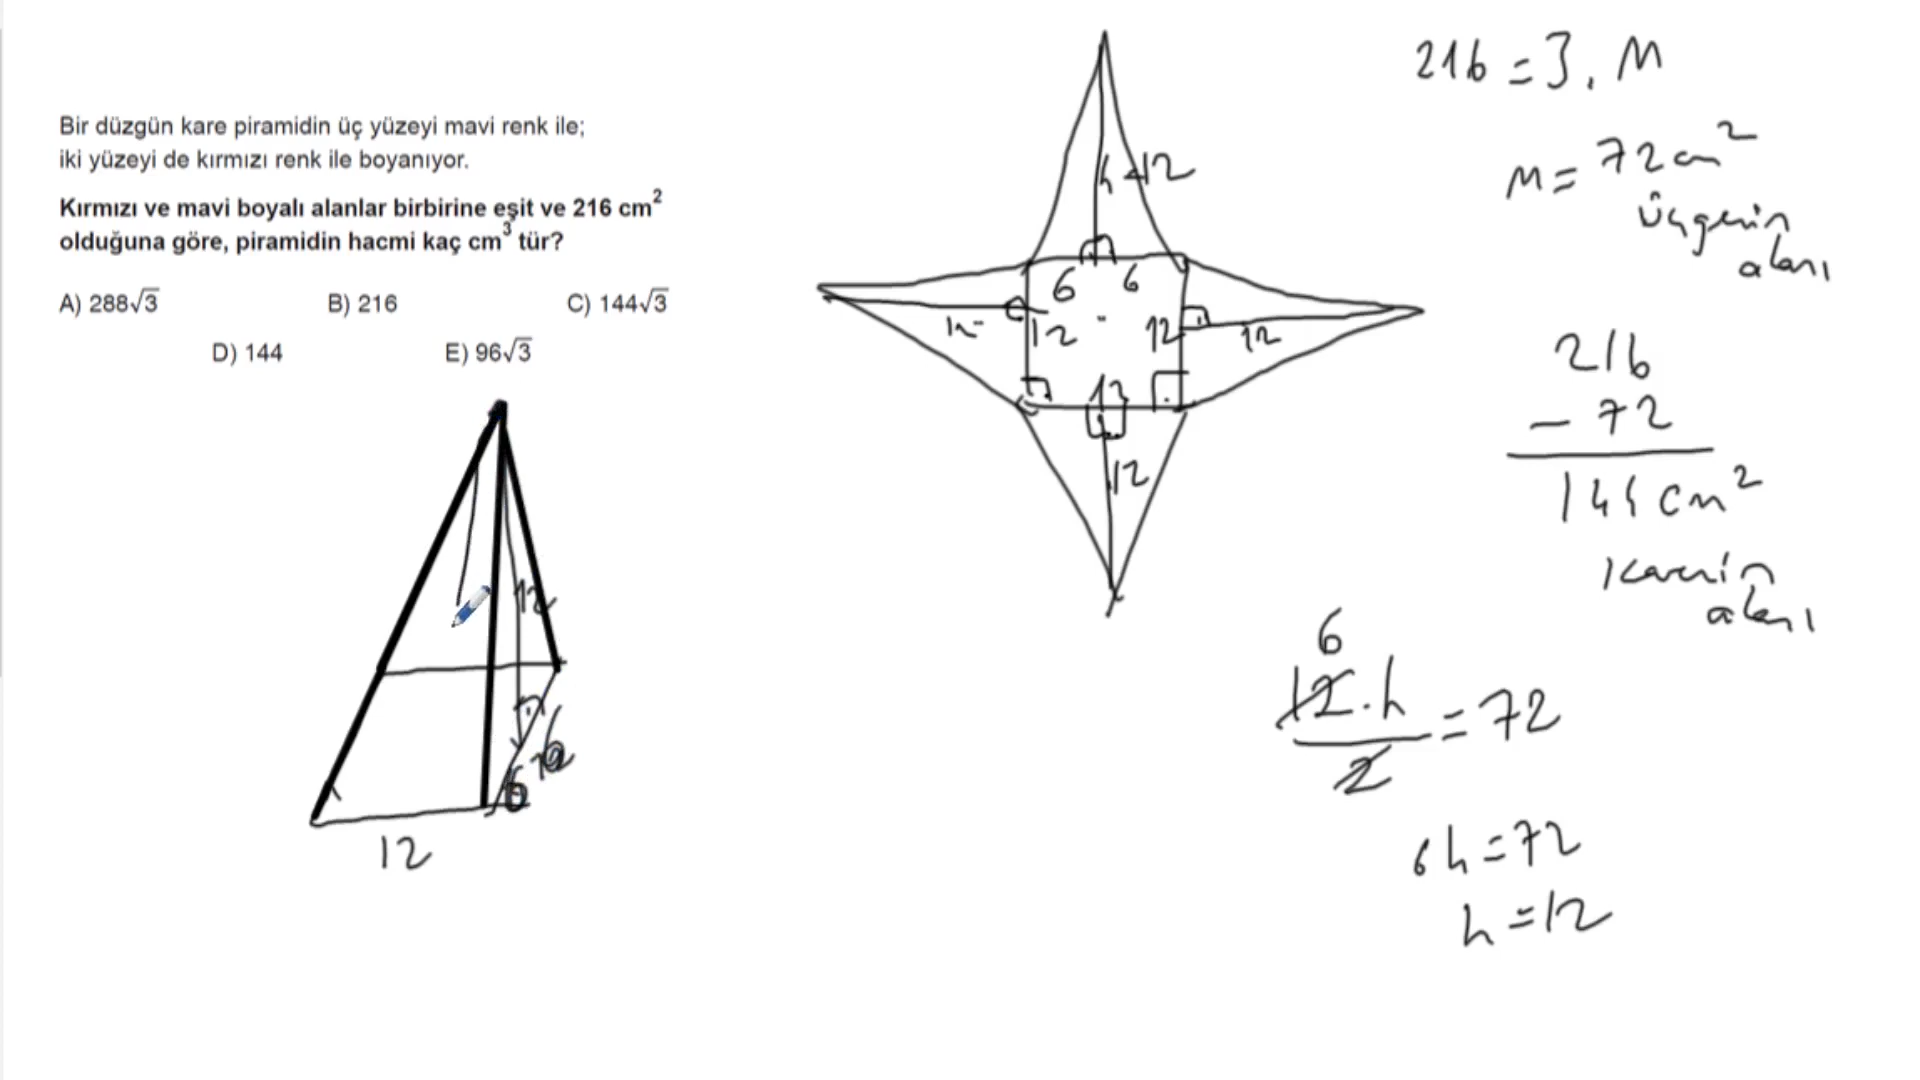 Bir düzgün kare piramidin üç yüzeyi mavi renk ile;
iki yüzeyi de kırmızı renk ile boyanıyor.
Kırmızı ve mavi boyalı alanlar birbirine eşit ve 216 cm²
olduğuna göre, piramidin hacmi kaç cm³ tür?
A) 288√3 B) 216 C) 144√3
D) 144 E) 96√3
12
6
12
h=12
6 6
12 12
12
12
12
216 = 3 . M
M = 72 cm²
üçgenin
alanı
216
- 72
144 cm²
karenin
alanı
6
12 . h
2
= 72
6h = 72
h = 12